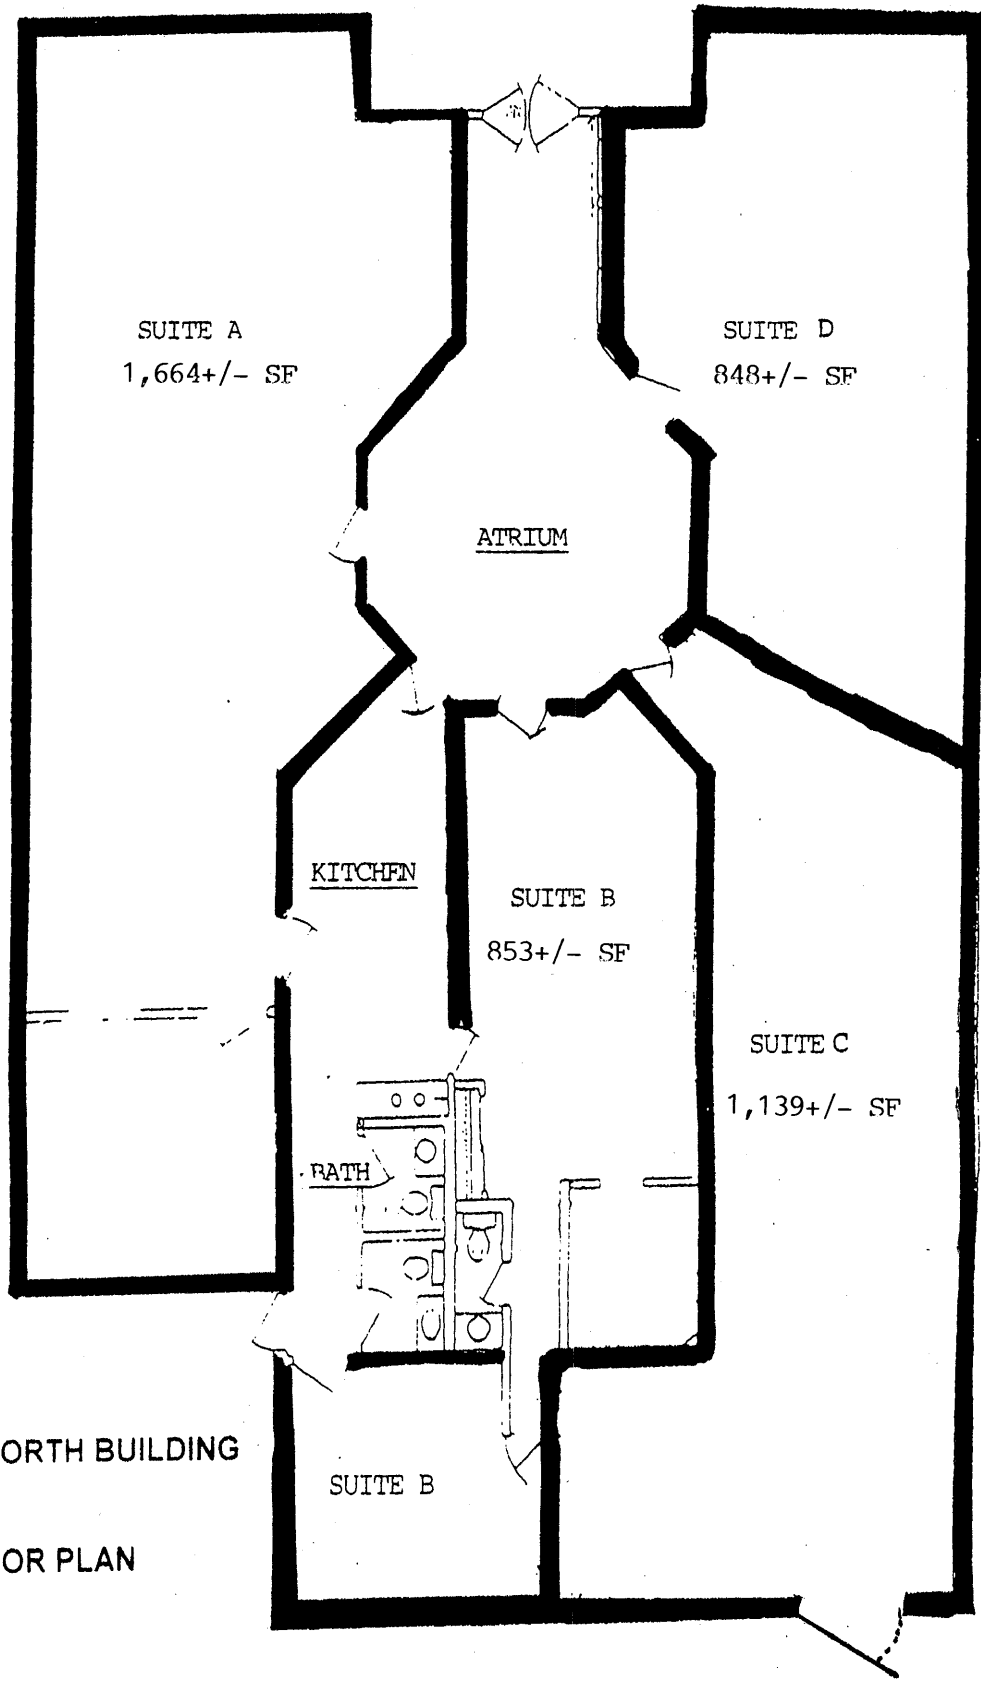 SUITE A
1,664+/- SF
SUITE D
848+/- SF
ATRIUM
KITCHEN
SUITE B
853+/- SF
SUITE C
1,139+/- SF
BATH
ORTH BUILDING
SUITE B
OR PLAN